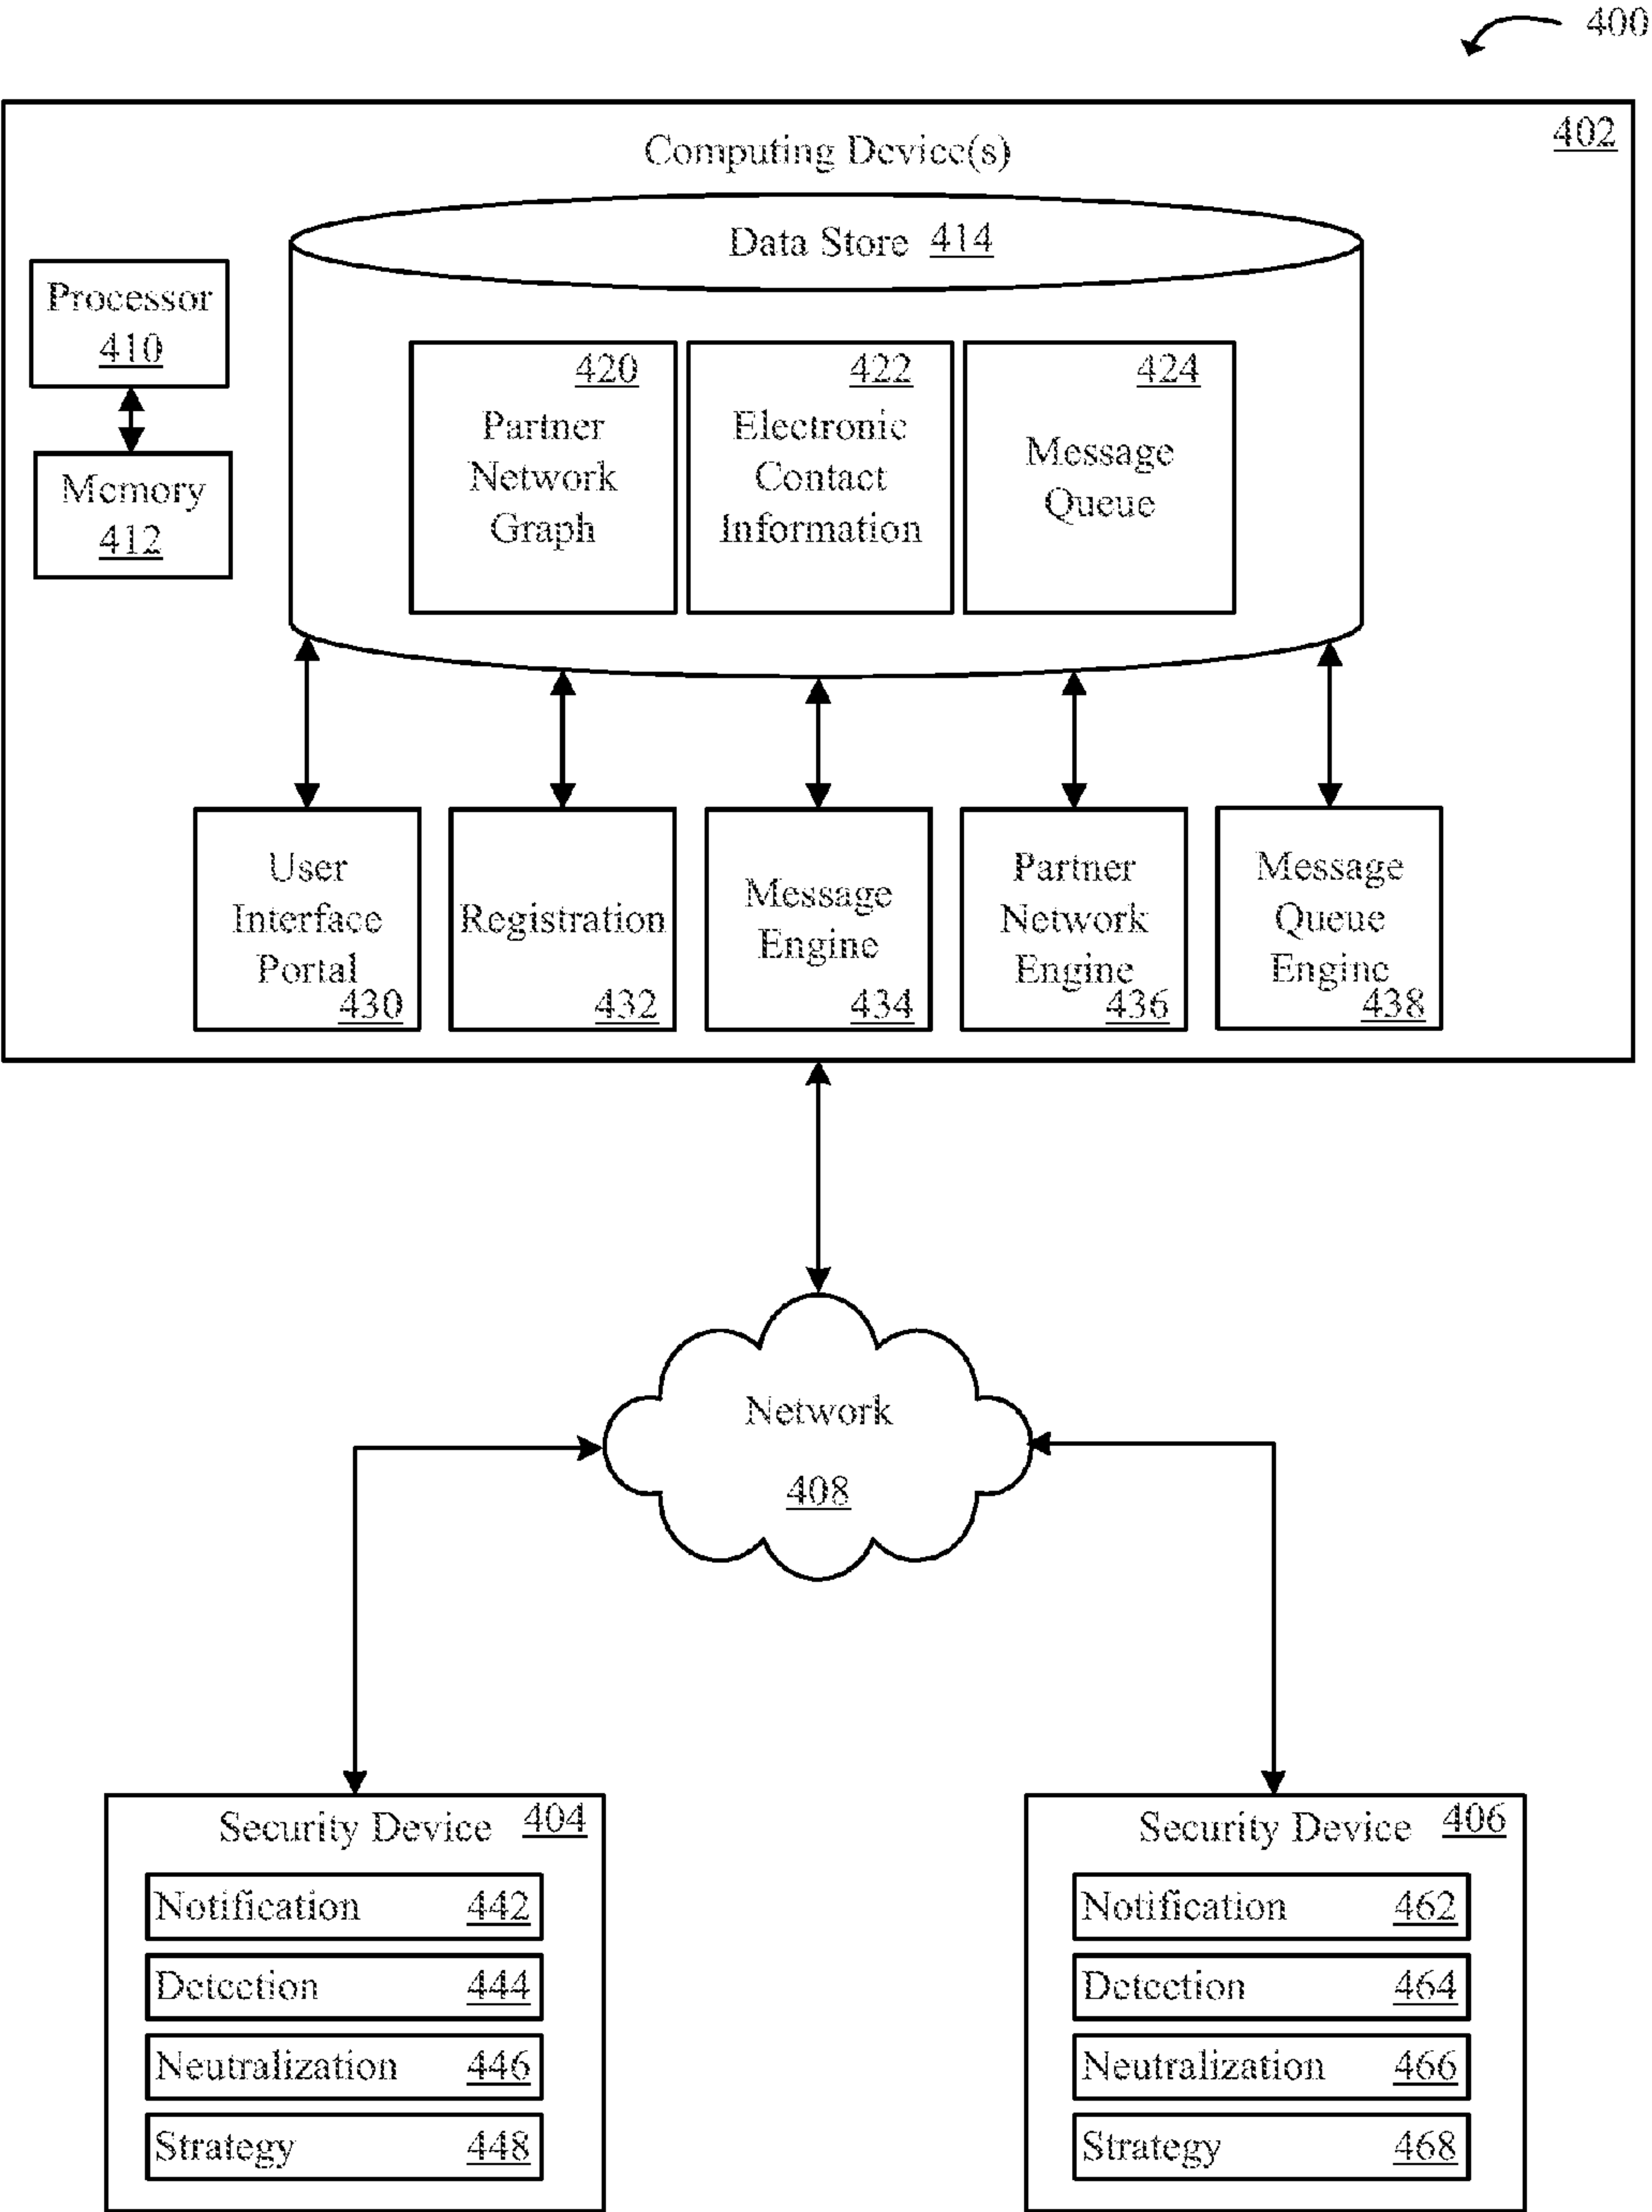 400
402
Computing Device(s)
Data Store 414
Processor
410
Memory
412
420
Partner
Network
Graph
422
Electronic
Contact
Information
424
Message
Queue
User
Interface
Portal
430
Registration
432
Message
Engine
434
Partner
Network
Engine
436
Message
Queue
Engine
438
Network
408
Security Device 404
Notification 442
Detection 444
Neutralization 446
Strategy 448
Security Device 406
Notification 462
Detection 464
Neutralization 466
Strategy 468